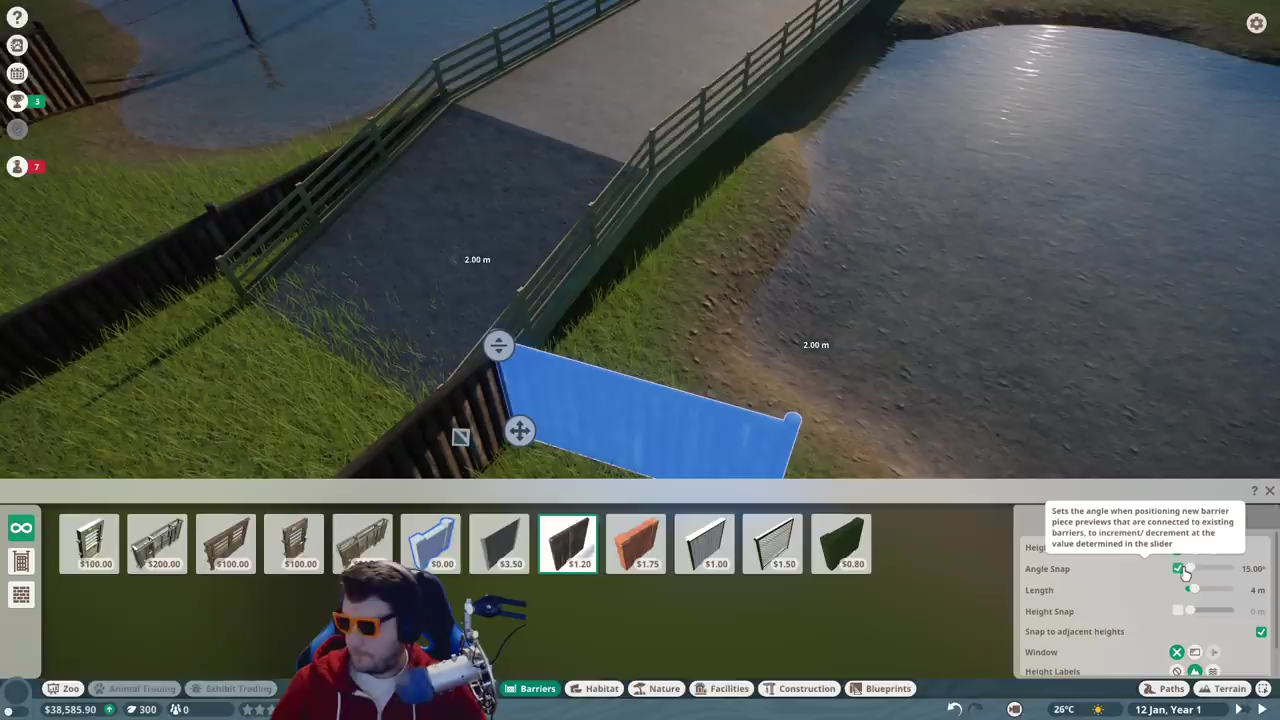 ?
3
7
2.00 m
2.00 m
? ×
Sets the angle when positioning new barrier
piece previews that are connected to existing
barriers, to increment/ decrement at the
value determined in the slider
Angle Snap 15.00°
Length 4 m
Height Snap 0 m
Snap to adjacent heights
Window
Height Labels
$100.00 $200.00 $100.00 $100.00 $0.00 $3.50 $1.20 $1.75 $1.00 $1.50 $0.80
Zoo Animal Trading Exhibit Trading Barriers Habitat Nature Facilities Construction Blueprints Paths Terrain
$38,585.90 300 0 26°C 12 Jan, Year 1